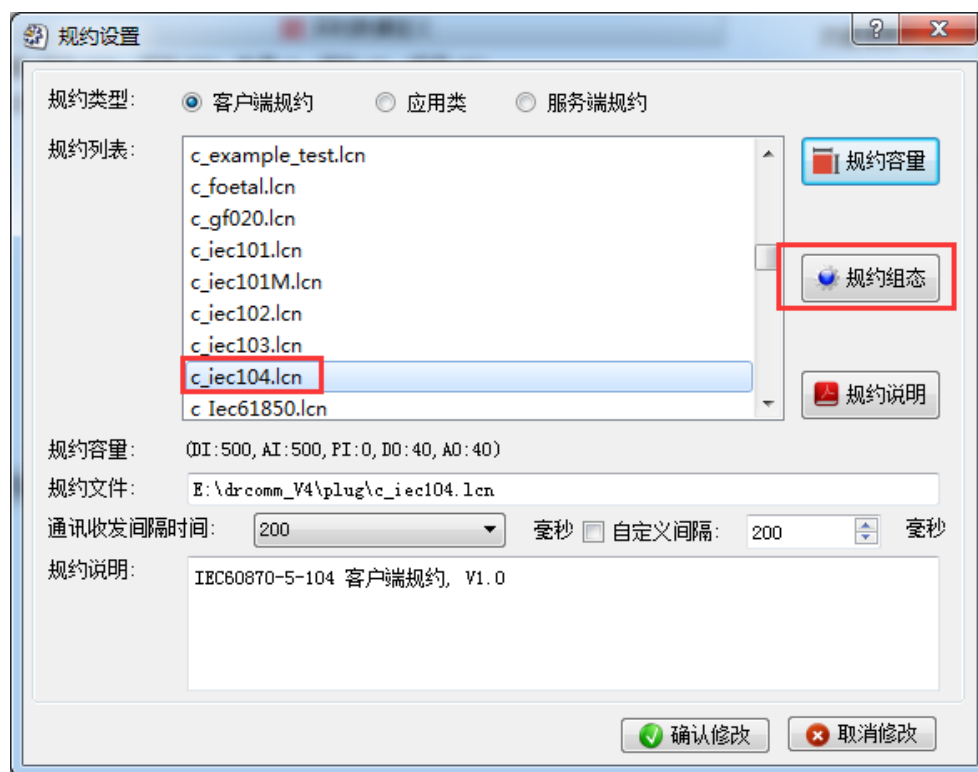 规约设置
规约类型: 客户端规约 应用类 服务端规约
规约列表:
c_example_test.lcn
c_foetal.lcn
c_gf020.lcn
c_iec101.lcn
c_iec101M.lcn
c_iec102.lcn
c_iec103.lcn
c_iec104.lcn
c_Iec61850.lcn
规约容量
规约组态
规约说明
规约容量: (DI:500, AI:500, PI:0, DO:40, AO:40)
规约文件: E:\drcomm_V4\plug\c_iec104.lcn
通讯收发间隔时间: 200 毫秒 自定义间隔: 200 毫秒
规约说明: IEC60870-5-104 客户端规约, V1.0
确认修改 取消修改